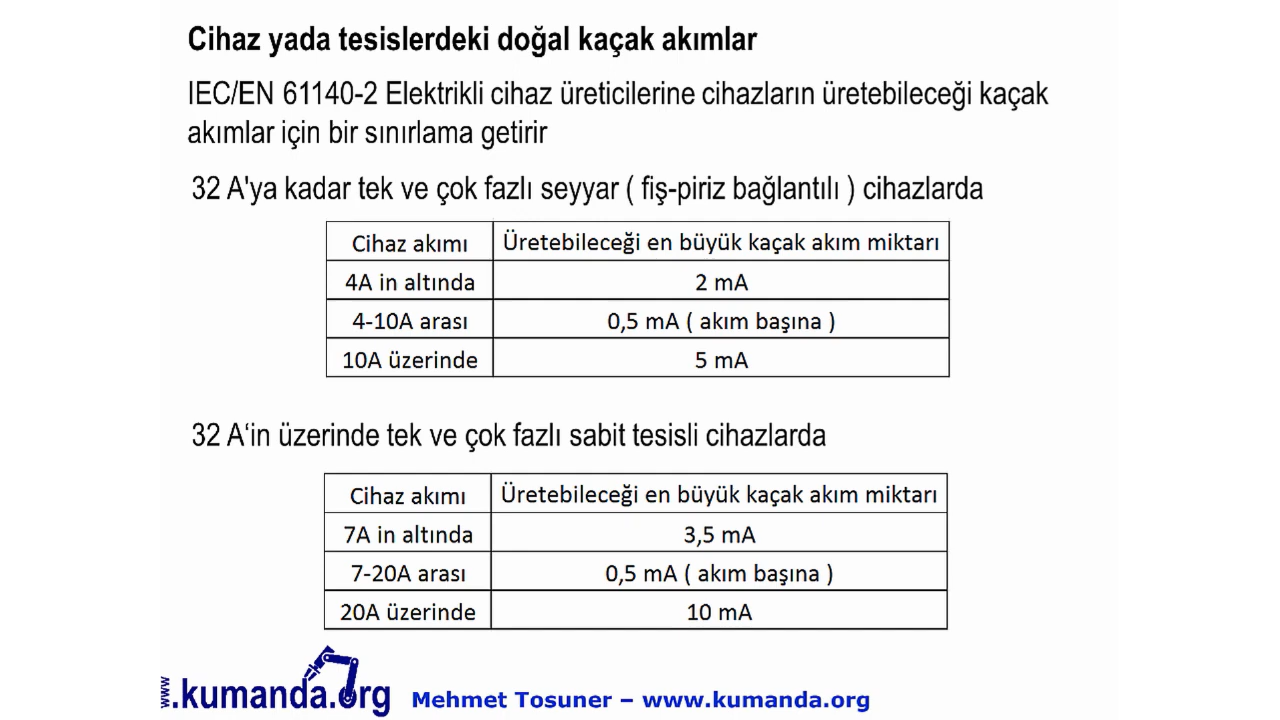 Cihaz yada tesislerdeki doğal kaçak akımlar
IEC/EN 61140-2 Elektrikli cihaz üreticilerine cihazların üretebileceği kaçak
akımlar için bir sınırlama getirir
32 A'ya kadar tek ve çok fazlı seyyar ( fiş-piriz bağlantılı ) cihazlarda
Cihaz akımı Üretebileceği en büyük kaçak akım miktarı
4A in altında 2 mA
4-10A arası 0,5 mA ( akım başına )
10A üzerinde 5 mA
32 A‘in üzerinde tek ve çok fazlı sabit tesisli cihazlarda
Cihaz akımı Üretebileceği en büyük kaçak akım miktarı
7A in altında 3,5 mA
7-20A arası 0,5 mA ( akım başına )
20A üzerinde 10 mA
www.kumanda.org Mehmet Tosuner – www.kumanda.org